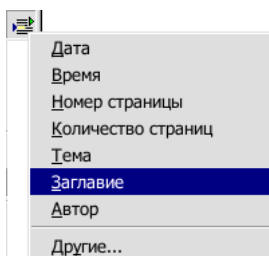 Дата
Время
Номер страницы
Количество страниц
Тема
Заглавие
Автор
Другие...